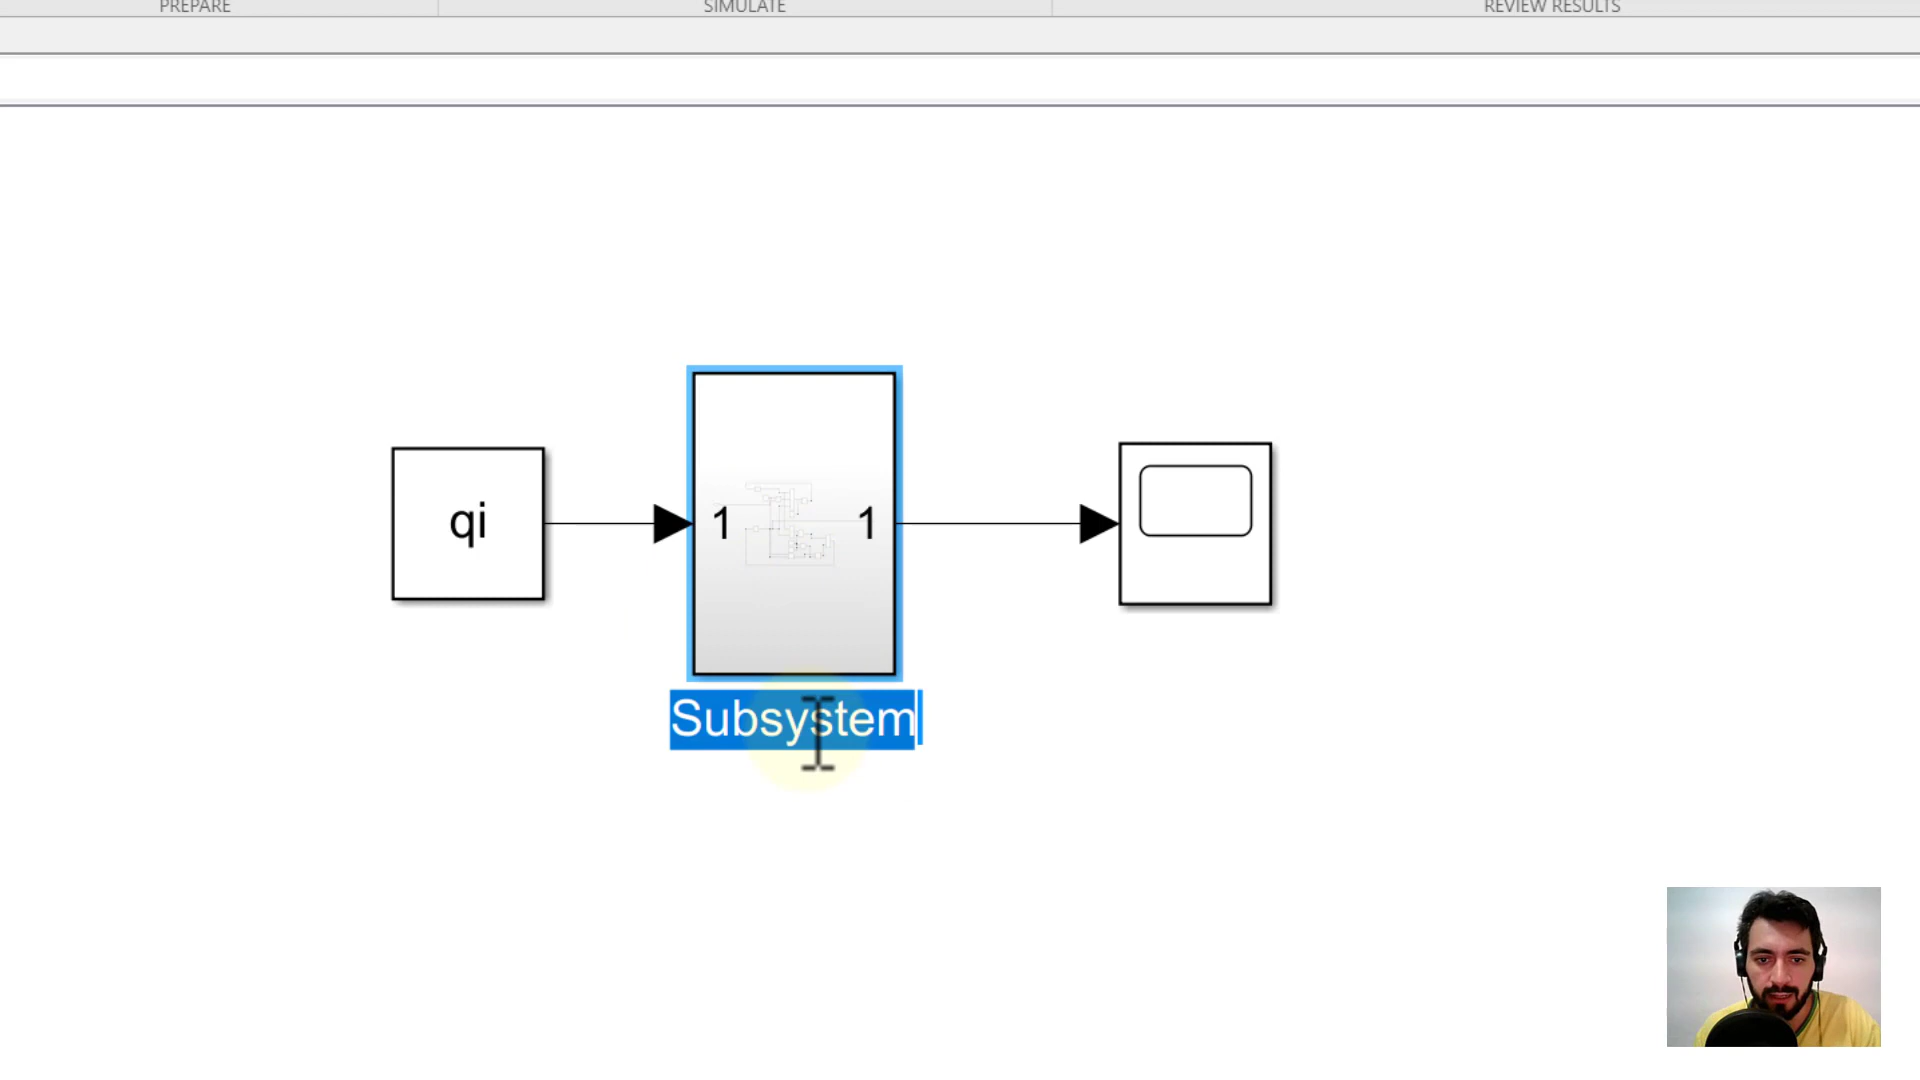 PREPARE
SIMULATE
REVIEW RESULTS
qi
1
1
Subsystem